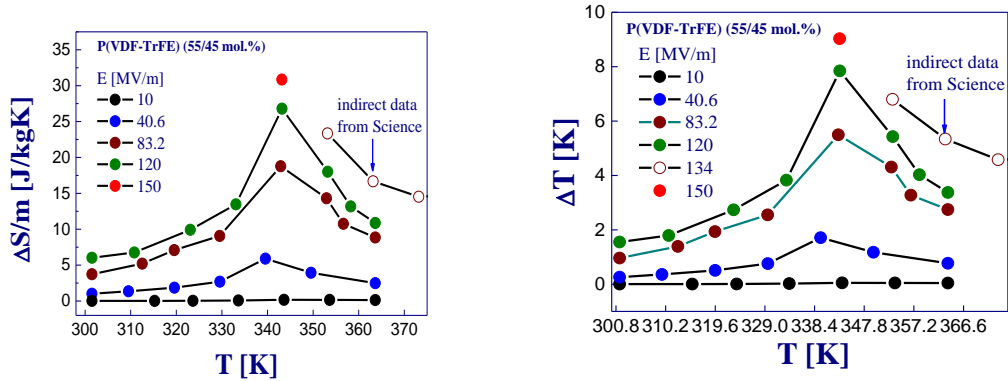 P(VDF-TrFE) (55/45 mol.%)
E [MV/m]
10
40.6
83.2
120
150
indirect data
from Science
35
30
25
20
15
10
5
0
ΔS/m [J/kgK]
300 310 320 330 340 350 360 370
T [K]
P(VDF-TrFE) (55/45 mol.%)
E [MV/m]
10
40.6
83.2
120
134
150
indirect data
from Science
10
8
6
4
2
0
ΔT [K]
300.8 310.2 319.6 329.0 338.4 347.8 357.2 366.6
T [K]